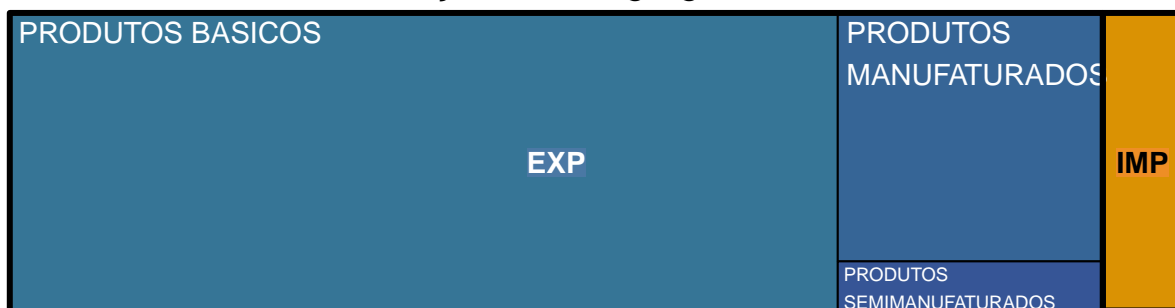 PRODUTOS BASICOS
PRODUTOS
MANUFATURADOS
EXP
IMP
PRODUTOS
SEMIMANUFATURADOS